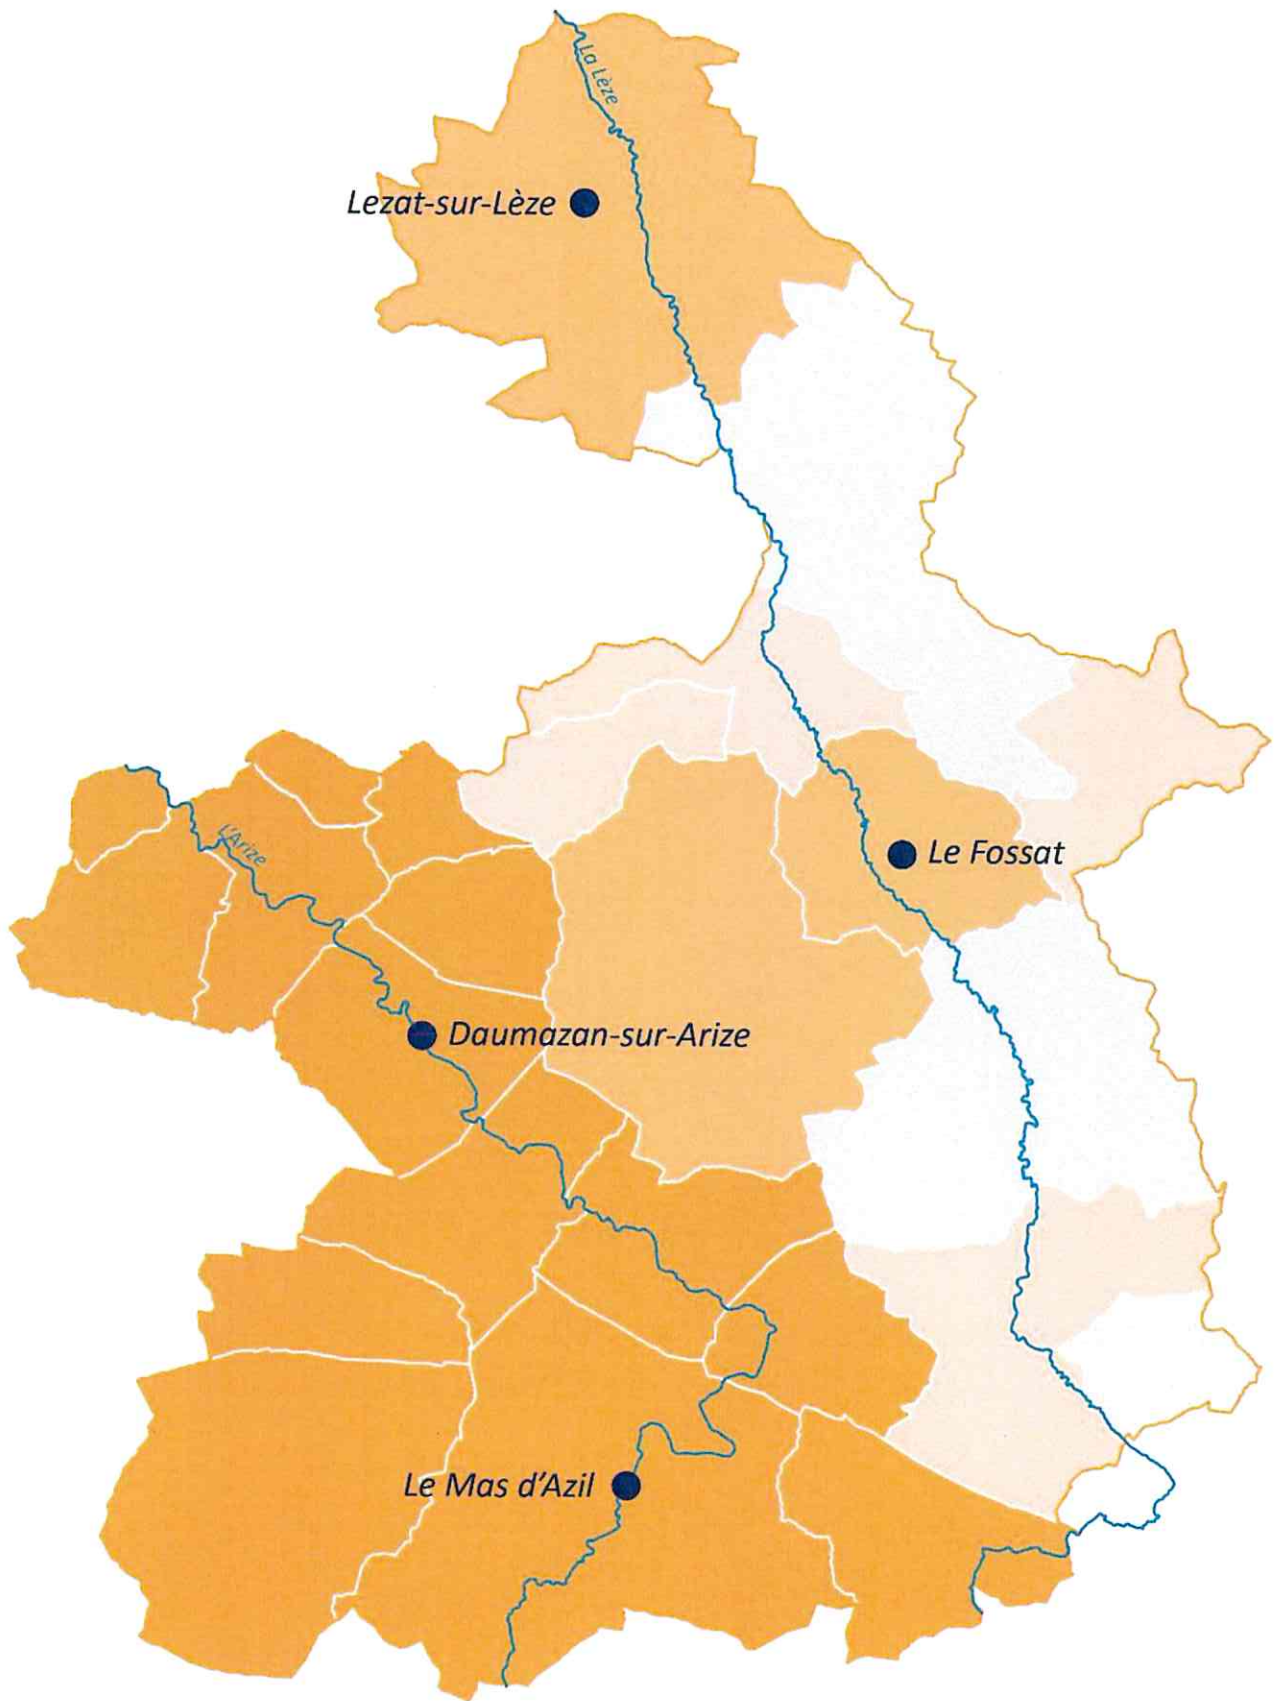 La Lèze
Lezat-sur-Lèze
L'Arize
Le Fossat
Daumazan-sur-Arize
Le Mas d'Azil